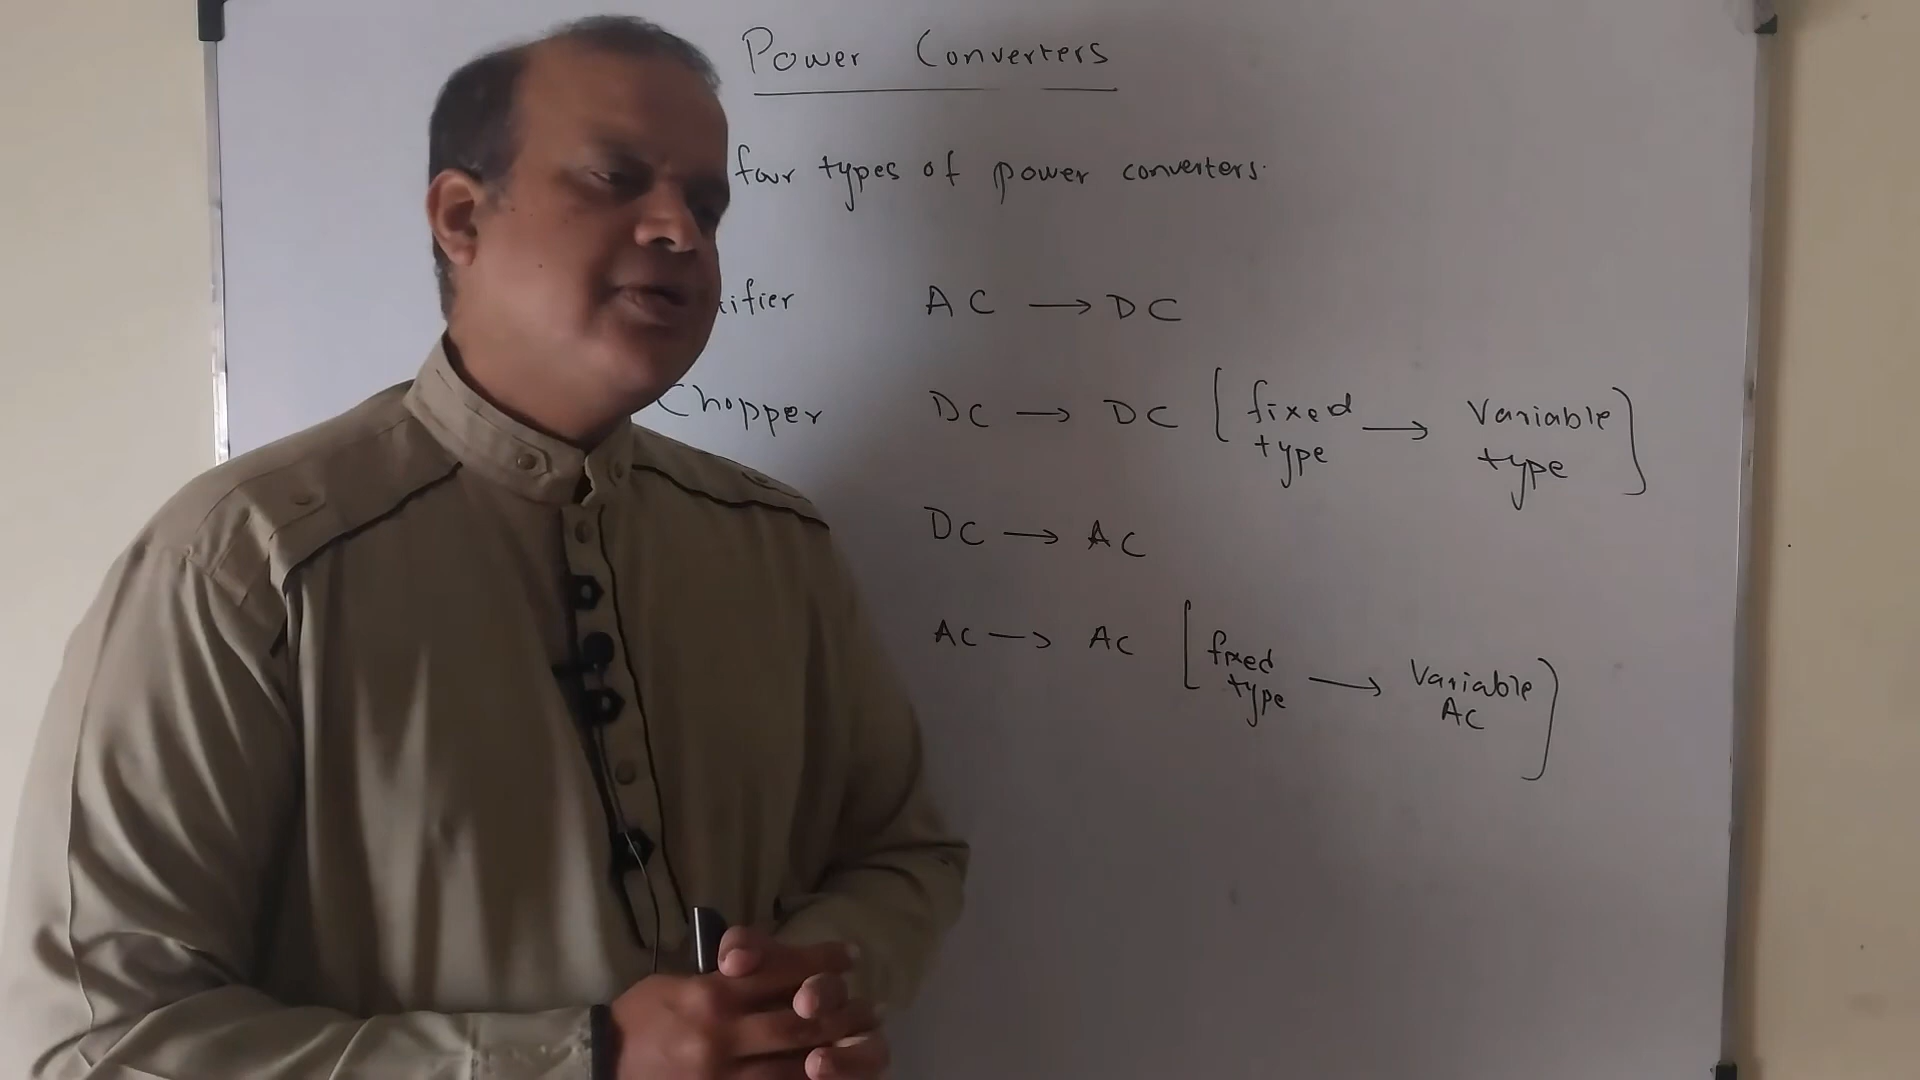 Power Converters
four types of power converters.
tifier AC → DC
Chopper DC → DC [fixed type → Variable type]
DC → AC
AC → AC [fixed type → Variable AC]